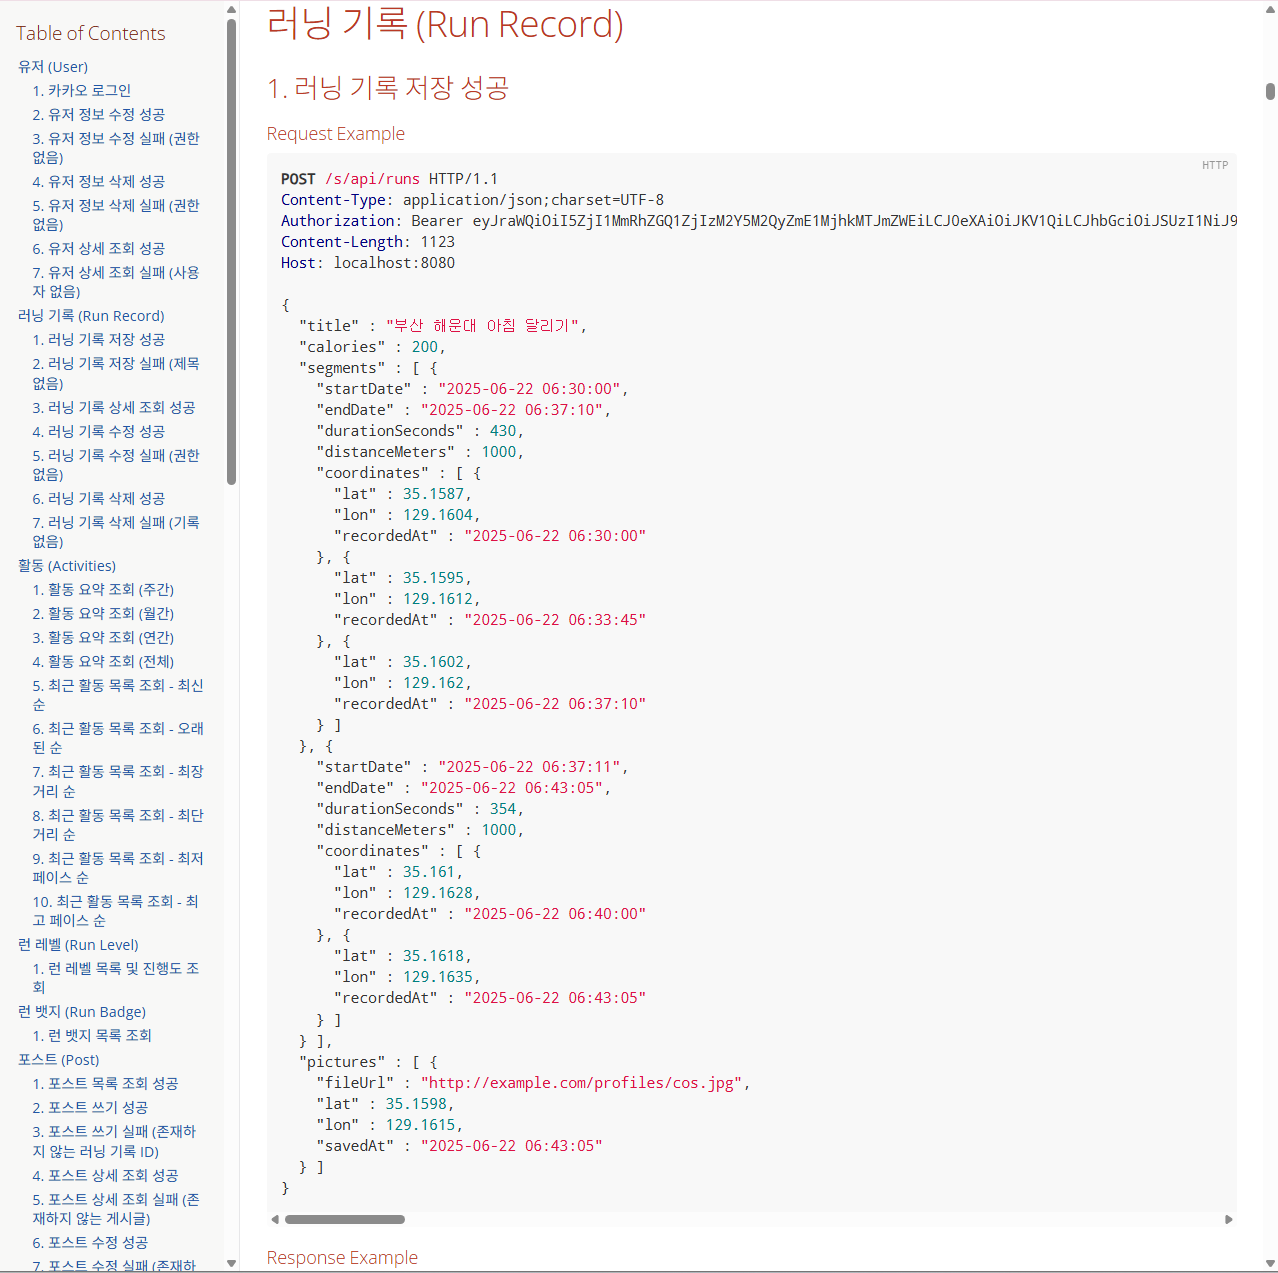 Table of Contents
유저 (User)
1. 카카오 로그인
2. 유저 정보 수정 성공
3. 유저 정보 수정 실패 (권한
없음)
4. 유저 정보 삭제 성공
5. 유저 정보 삭제 실패 (권한
없음)
6. 유저 상세 조회 성공
7. 유저 상세 조회 실패 (사용
자 없음)
러닝 기록 (Run Record)
1. 러닝 기록 저장 성공
2. 러닝 기록 저장 실패 (제목
없음)
3. 러닝 기록 상세 조회 성공
4. 러닝 기록 수정 성공
5. 러닝 기록 수정 실패 (권한
없음)
6. 러닝 기록 삭제 성공
7. 러닝 기록 삭제 실패 (기록
없음)
활동 (Activities)
1. 활동 요약 조회 (주간)
2. 활동 요약 조회 (월간)
3. 활동 요약 조회 (연간)
4. 활동 요약 조회 (전체)
5. 최근 활동 목록 조회 - 최신
순
6. 최근 활동 목록 조회 - 오래
된 순
7. 최근 활동 목록 조회 - 최장
거리 순
8. 최근 활동 목록 조회 - 최단
거리 순
9. 최근 활동 목록 조회 - 최저
페이스 순
10. 최근 활동 목록 조회 - 최
고 페이스 순
런 레벨 (Run Level)
1. 런 레벨 목록 및 진행도 조
회
런 뱃지 (Run Badge)
1. 런 뱃지 목록 조회
포스트 (Post)
1. 포스트 목록 조회 성공
2. 포스트 쓰기 성공
3. 포스트 쓰기 실패 (존재하
지 않는 러닝 기록 ID)
4. 포스트 상세 조회 성공
5. 포스트 상세 조회 실패 (존
재하지 않는 게시글)
6. 포스트 수정 성공
7. 포스트 수정 실패 (존재하
러닝 기록 (Run Record)
1. 러닝 기록 저장 성공
Request Example
HTTP
POST /s/api/runs HTTP/1.1
Content-Type: application/json;charset=UTF-8
Authorization: Bearer eyJraWQiOiI5ZjI1MmRhZGQ1ZjIzM2Y5M2QyZmE1MjhkMTJmZWEiLCJ0eXAiOiJKV1QiLCJhbGciOiJSUzI1NiJ9
Content-Length: 1123
Host: localhost:8080
{
"title" : "부산 해운대 아침 달리기",
"calories" : 200,
"segments" : [ {
"startDate" : "2025-06-22 06:30:00",
"endDate" : "2025-06-22 06:37:10",
"durationSeconds" : 430,
"distanceMeters" : 1000,
"coordinates" : [ {
"lat" : 35.1587,
"lon" : 129.1604,
"recordedAt" : "2025-06-22 06:30:00"
}, {
"lat" : 35.1595,
"lon" : 129.1612,
"recordedAt" : "2025-06-22 06:33:45"
}, {
"lat" : 35.1602,
"lon" : 129.162,
"recordedAt" : "2025-06-22 06:37:10"
} ]
}, {
"startDate" : "2025-06-22 06:37:11",
"endDate" : "2025-06-22 06:43:05",
"durationSeconds" : 354,
"distanceMeters" : 1000,
"coordinates" : [ {
"lat" : 35.161,
"lon" : 129.1628,
"recordedAt" : "2025-06-22 06:40:00"
}, {
"lat" : 35.1618,
"lon" : 129.1635,
"recordedAt" : "2025-06-22 06:43:05"
} ]
} ],
"pictures" : [ {
"fileUrl" : "http://example.com/profiles/cos.jpg",
"lat" : 35.1598,
"lon" : 129.1615,
"savedAt" : "2025-06-22 06:43:05"
} ]
}
Response Example